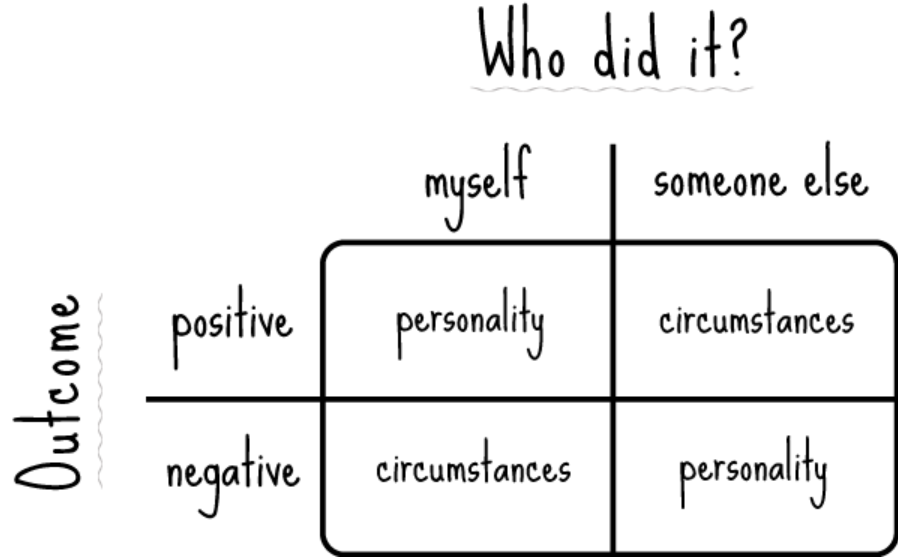 Who did it?
myself someone else
Outcome
positive personality circumstances
negative circumstances personality